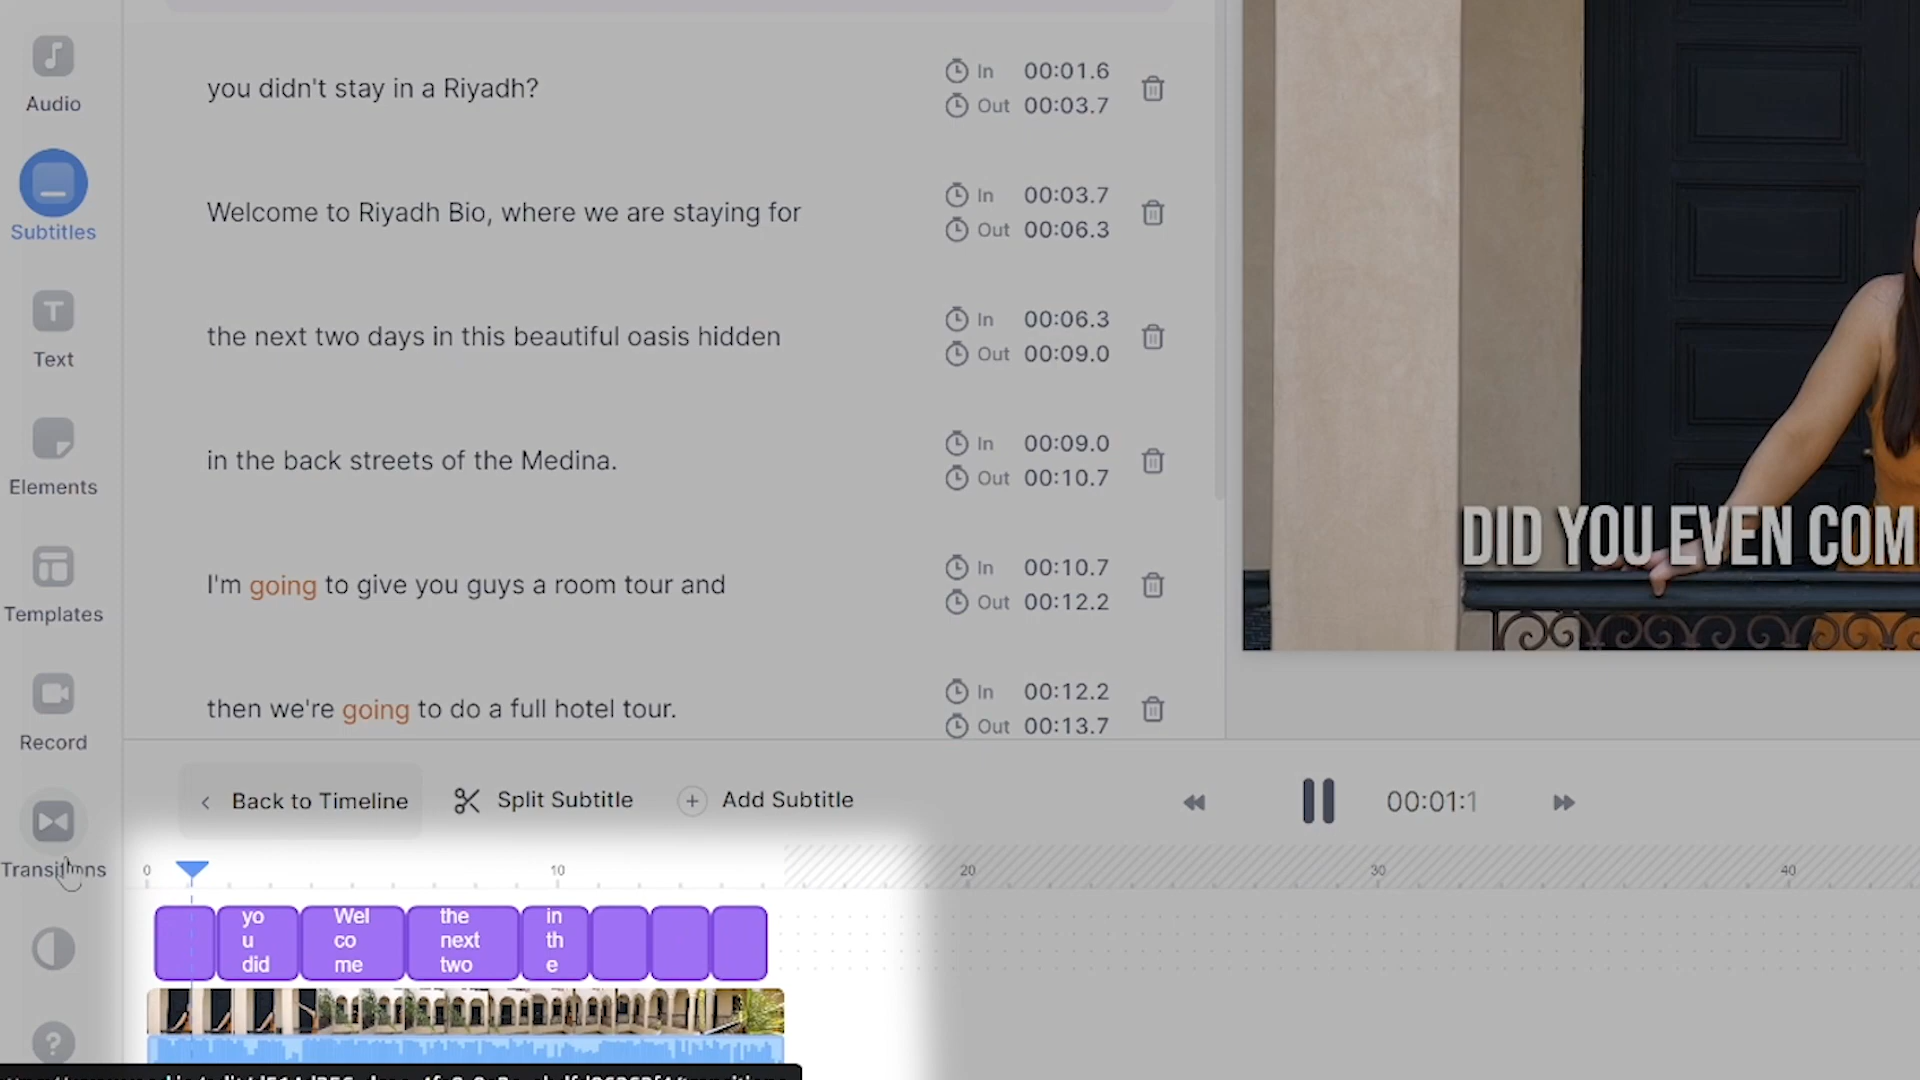 Audio
Subtitles
Text
Elements
Templates
Record
Transitions
you didn't stay in a Riyadh?
In 00:01.6
Out 00:03.7
Welcome to Riyadh Bio, where we are staying for
In 00:03.7
Out 00:06.3
the next two days in this beautiful oasis hidden
In 00:06.3
Out 00:09.0
in the back streets of the Medina.
In 00:09.0
Out 00:10.7
I'm going to give you guys a room tour and
In 00:10.7
Out 00:12.2
then we're going to do a full hotel tour.
In 00:12.2
Out 00:13.7
DID YOU EVEN COM
Back to Timeline
Split Subtitle
Add Subtitle
00:01:1
0 10 20 30 40
yo
u
did
Wel
co
me
the
next
two
in
th
e
?